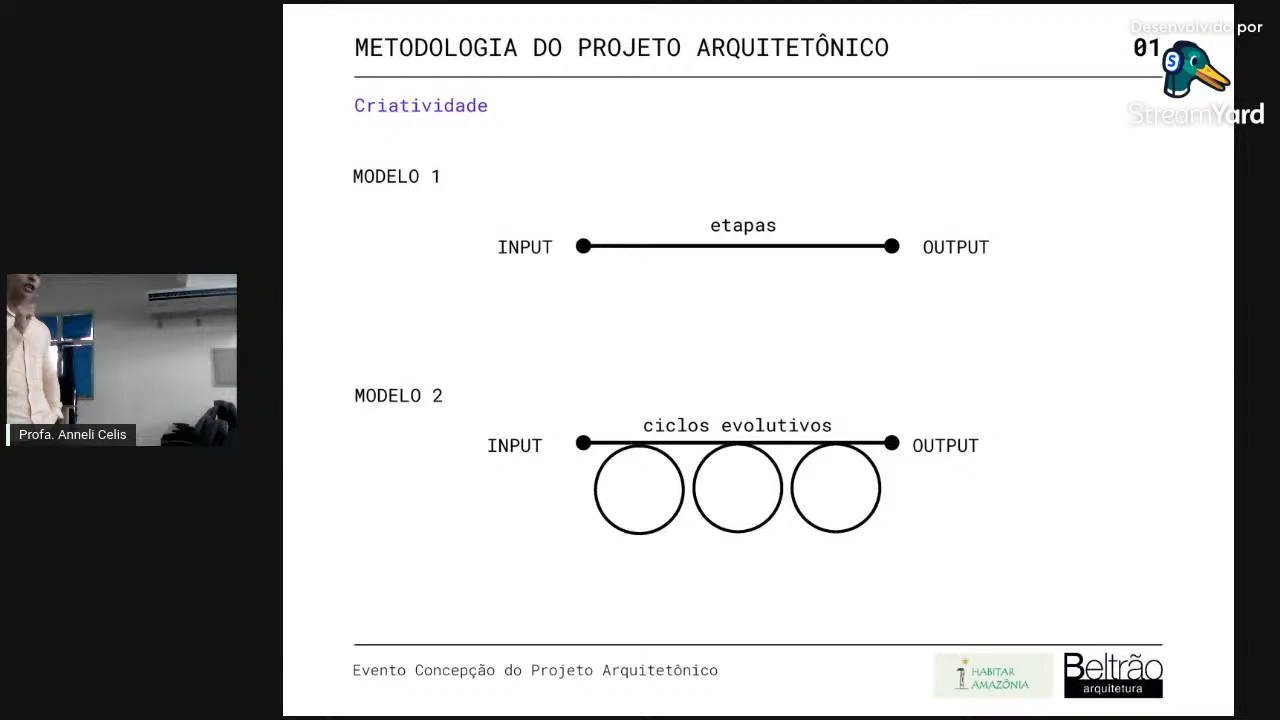 METODOLOGIA DO PROJETO ARQUITETÔNICO
01
Desenvolvido por
S
StreamYard
Criatividade
MODELO 1
etapas
INPUT
OUTPUT
MODELO 2
ciclos evolutivos
INPUT
OUTPUT
Profa. Anneli Celis
Evento Concepção do Projeto Arquitetônico
HABITAR
AMAZÔNIA
Beltrão
arquitetura